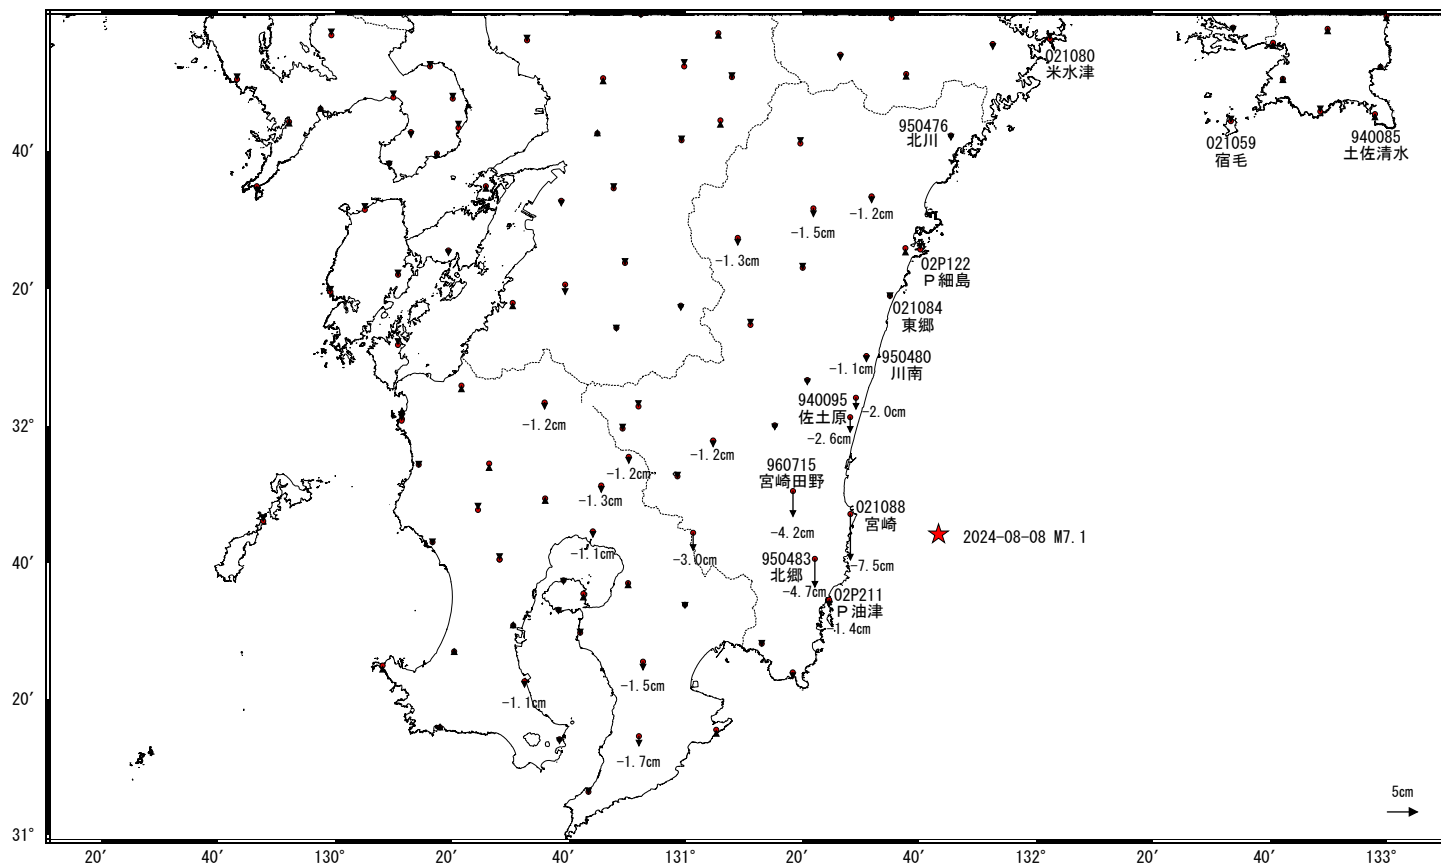 021080
米水津
950476
北川
40′
021059
宿毛
940085
土佐清水
-1.2cm
-1.5cm
-1.3cm
02P122
P細島
20′
021084
東郷
-1.1cm
950480
川南
940095
佐土原
-2.0cm
-1.2cm
32°
-2.6cm
-1.2cm
-1.2cm
960715
宮崎田野
-1.3cm
021088
宮崎
-4.2cm
2024-08-08 M7.1
-1.1cm
-3.0cm
40′
950483
北郷
-7.5cm
-4.7cm
02P211
P油津
-1.4cm
-1.5cm
20′
-1.1cm
-1.7cm
5cm
31°
20′
40′
130°
20′
40′
131°
20′
40′
132°
20′
40′
133°